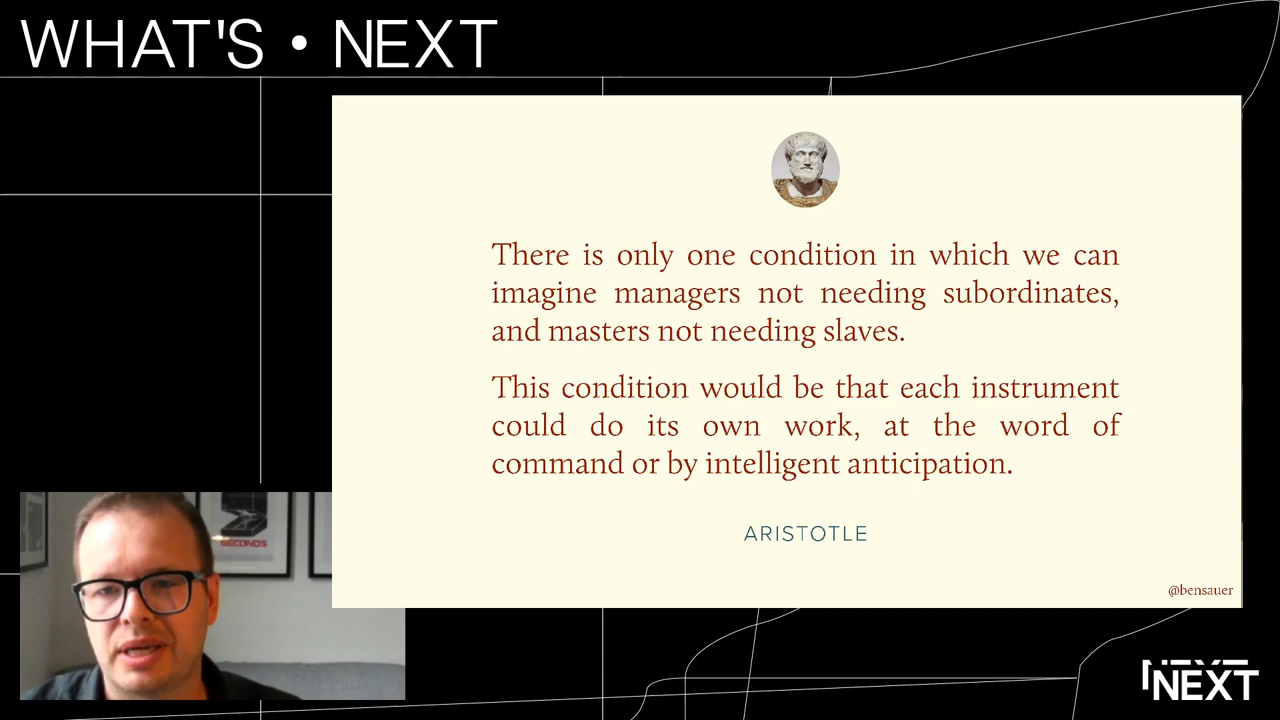 WHAT'S • NEXT
There is only one condition in which we can
imagine managers not needing subordinates,
and masters not needing slaves.
This condition would be that each instrument
could do its own work, at the word of
command or by intelligent anticipation.
ARISTOTLE
@bensauer
SECONDS
NEXT